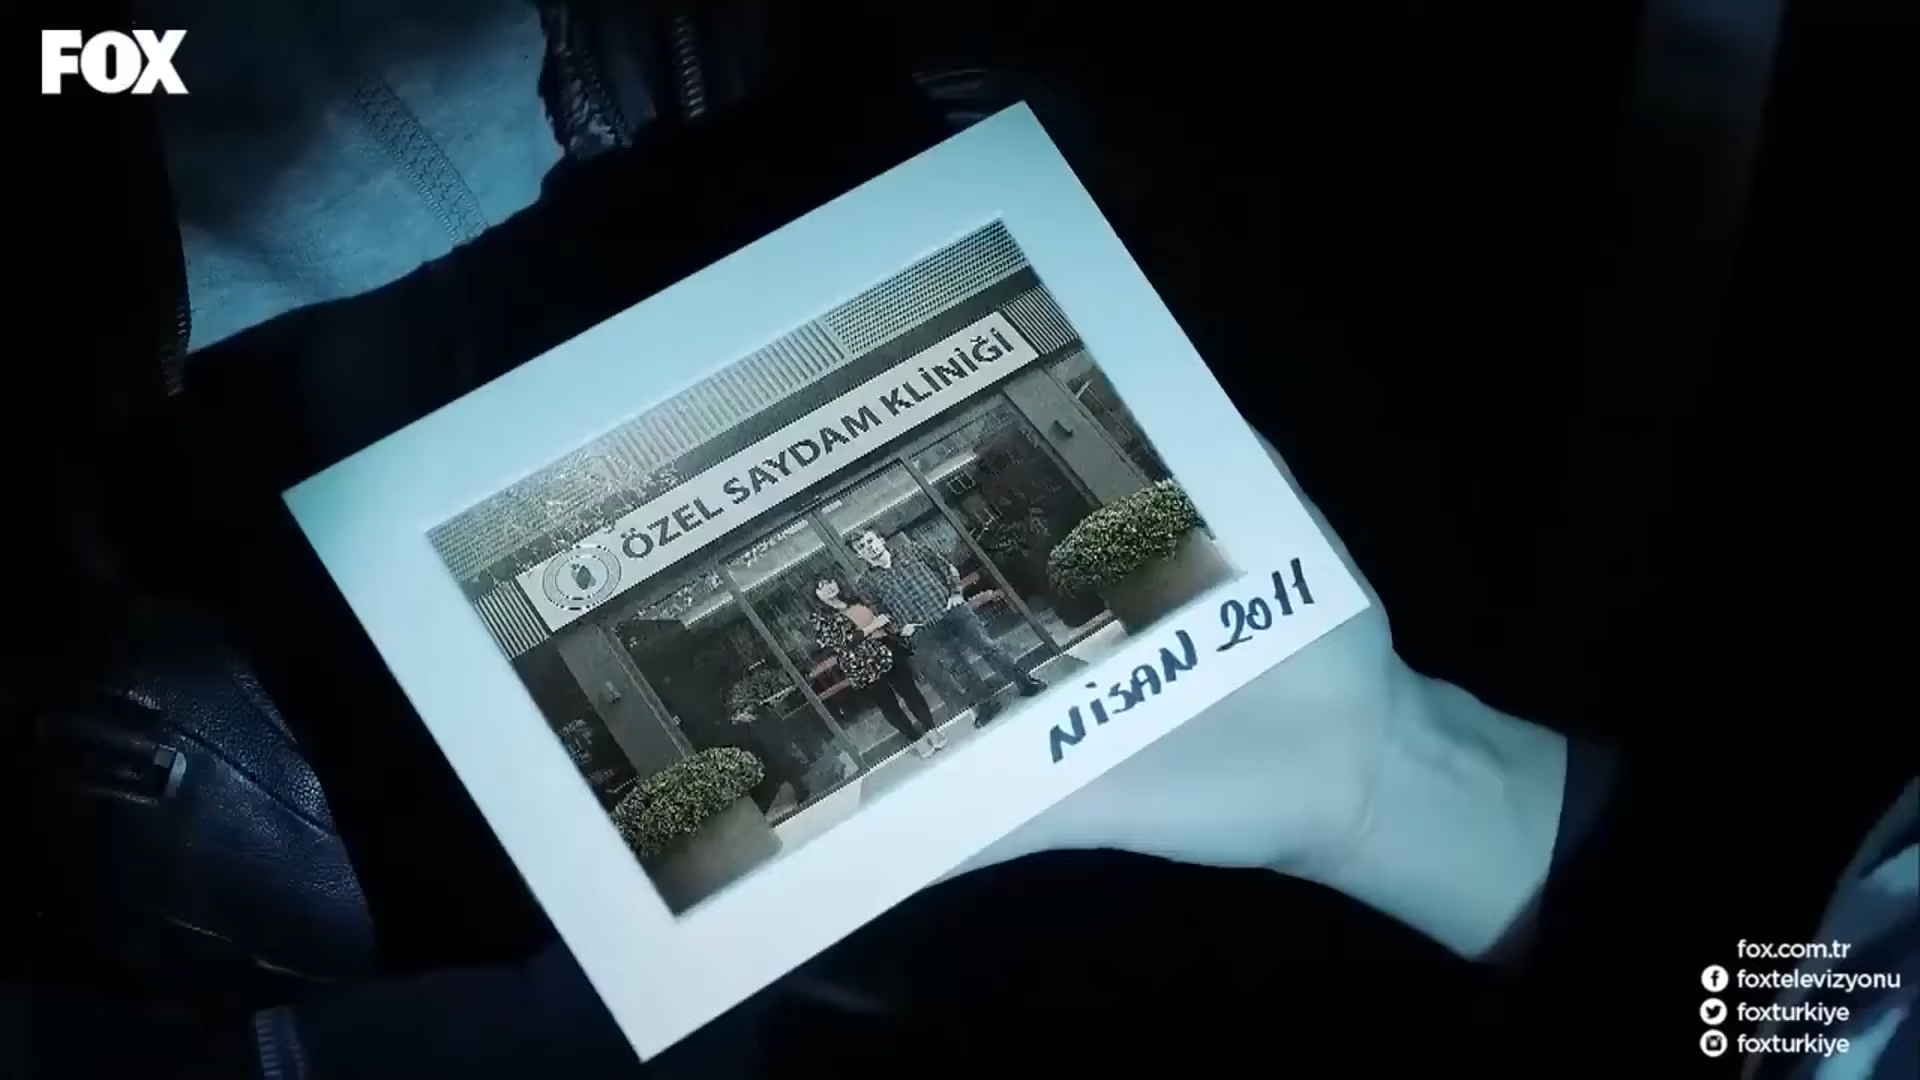 FOX
ÖZEL SAYDAM KLİNİĞİ
NİSAN 2011
fox.com.tr
foxtelevizyonu
foxturkiye
foxturkiye